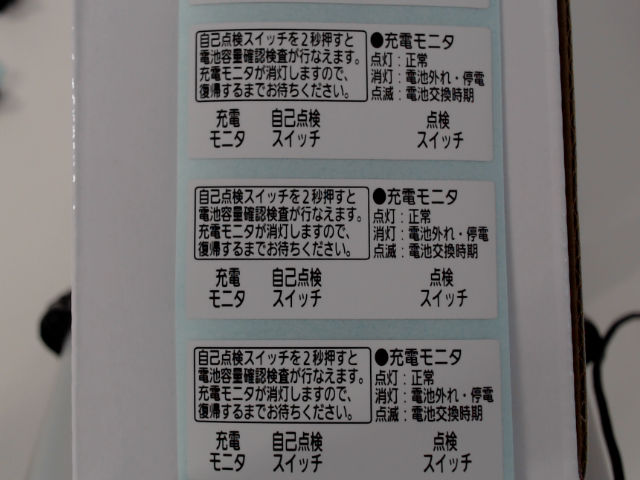 自己点検スイッチを2秒押すと
電池容量確認検査が行なえます。
充電モニタが消灯しますので、
復帰するまでお待ちください。
●充電モニタ
点灯：正常
消灯：電池外れ・停電
点滅：電池交換時期
充電モニタ
自己点検スイッチ
点検スイッチ
自己点検スイッチを2秒押すと
電池容量確認検査が行なえます。
充電モニタが消灯しますので、
復帰するまでお待ちください。
●充電モニタ
点灯：正常
消灯：電池外れ・停電
点滅：電池交換時期
充電モニタ
自己点検スイッチ
点検スイッチ
自己点検スイッチを2秒押すと
電池容量確認検査が行なえます。
充電モニタが消灯しますので、
復帰するまでお待ちください。
●充電モニタ
点灯：正常
消灯：電池外れ・停電
点滅：電池交換時期
充電モニタ
自己点検スイッチ
点検スイッチ